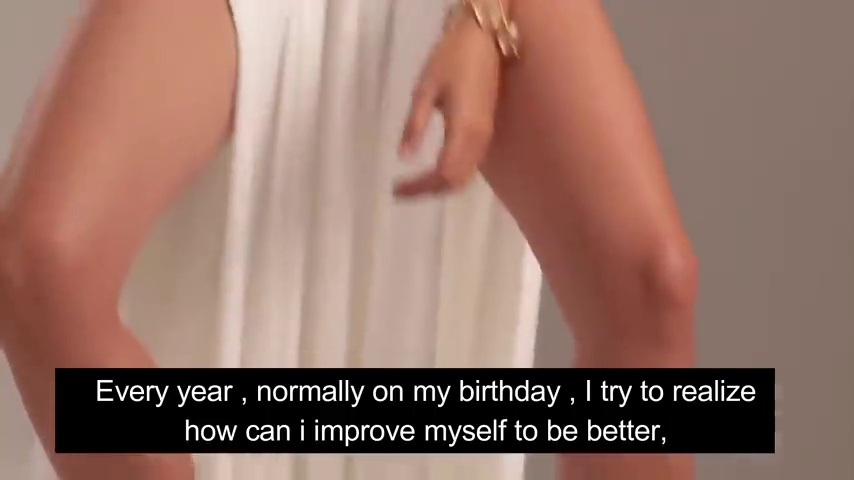 Every year , normally on my birthday , I try to realize
how can i improve myself to be better,